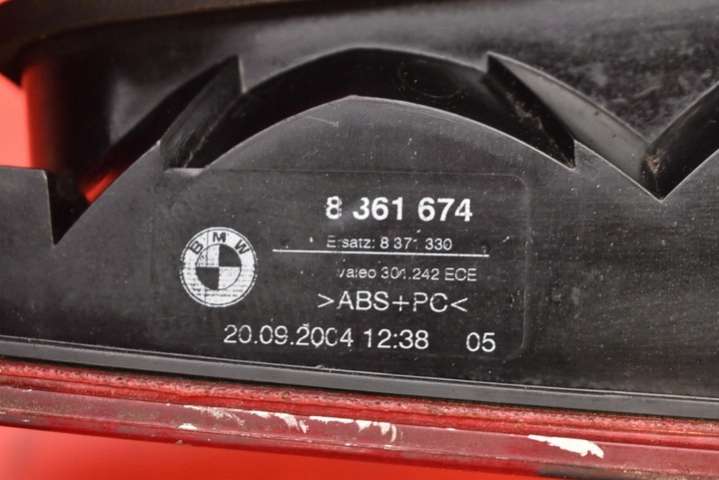 8 361 674
BMW
Ersatz: 8 371 330
Valeo 301.242 ECE
>ABS+PC<
20.09.2004 12:38 05